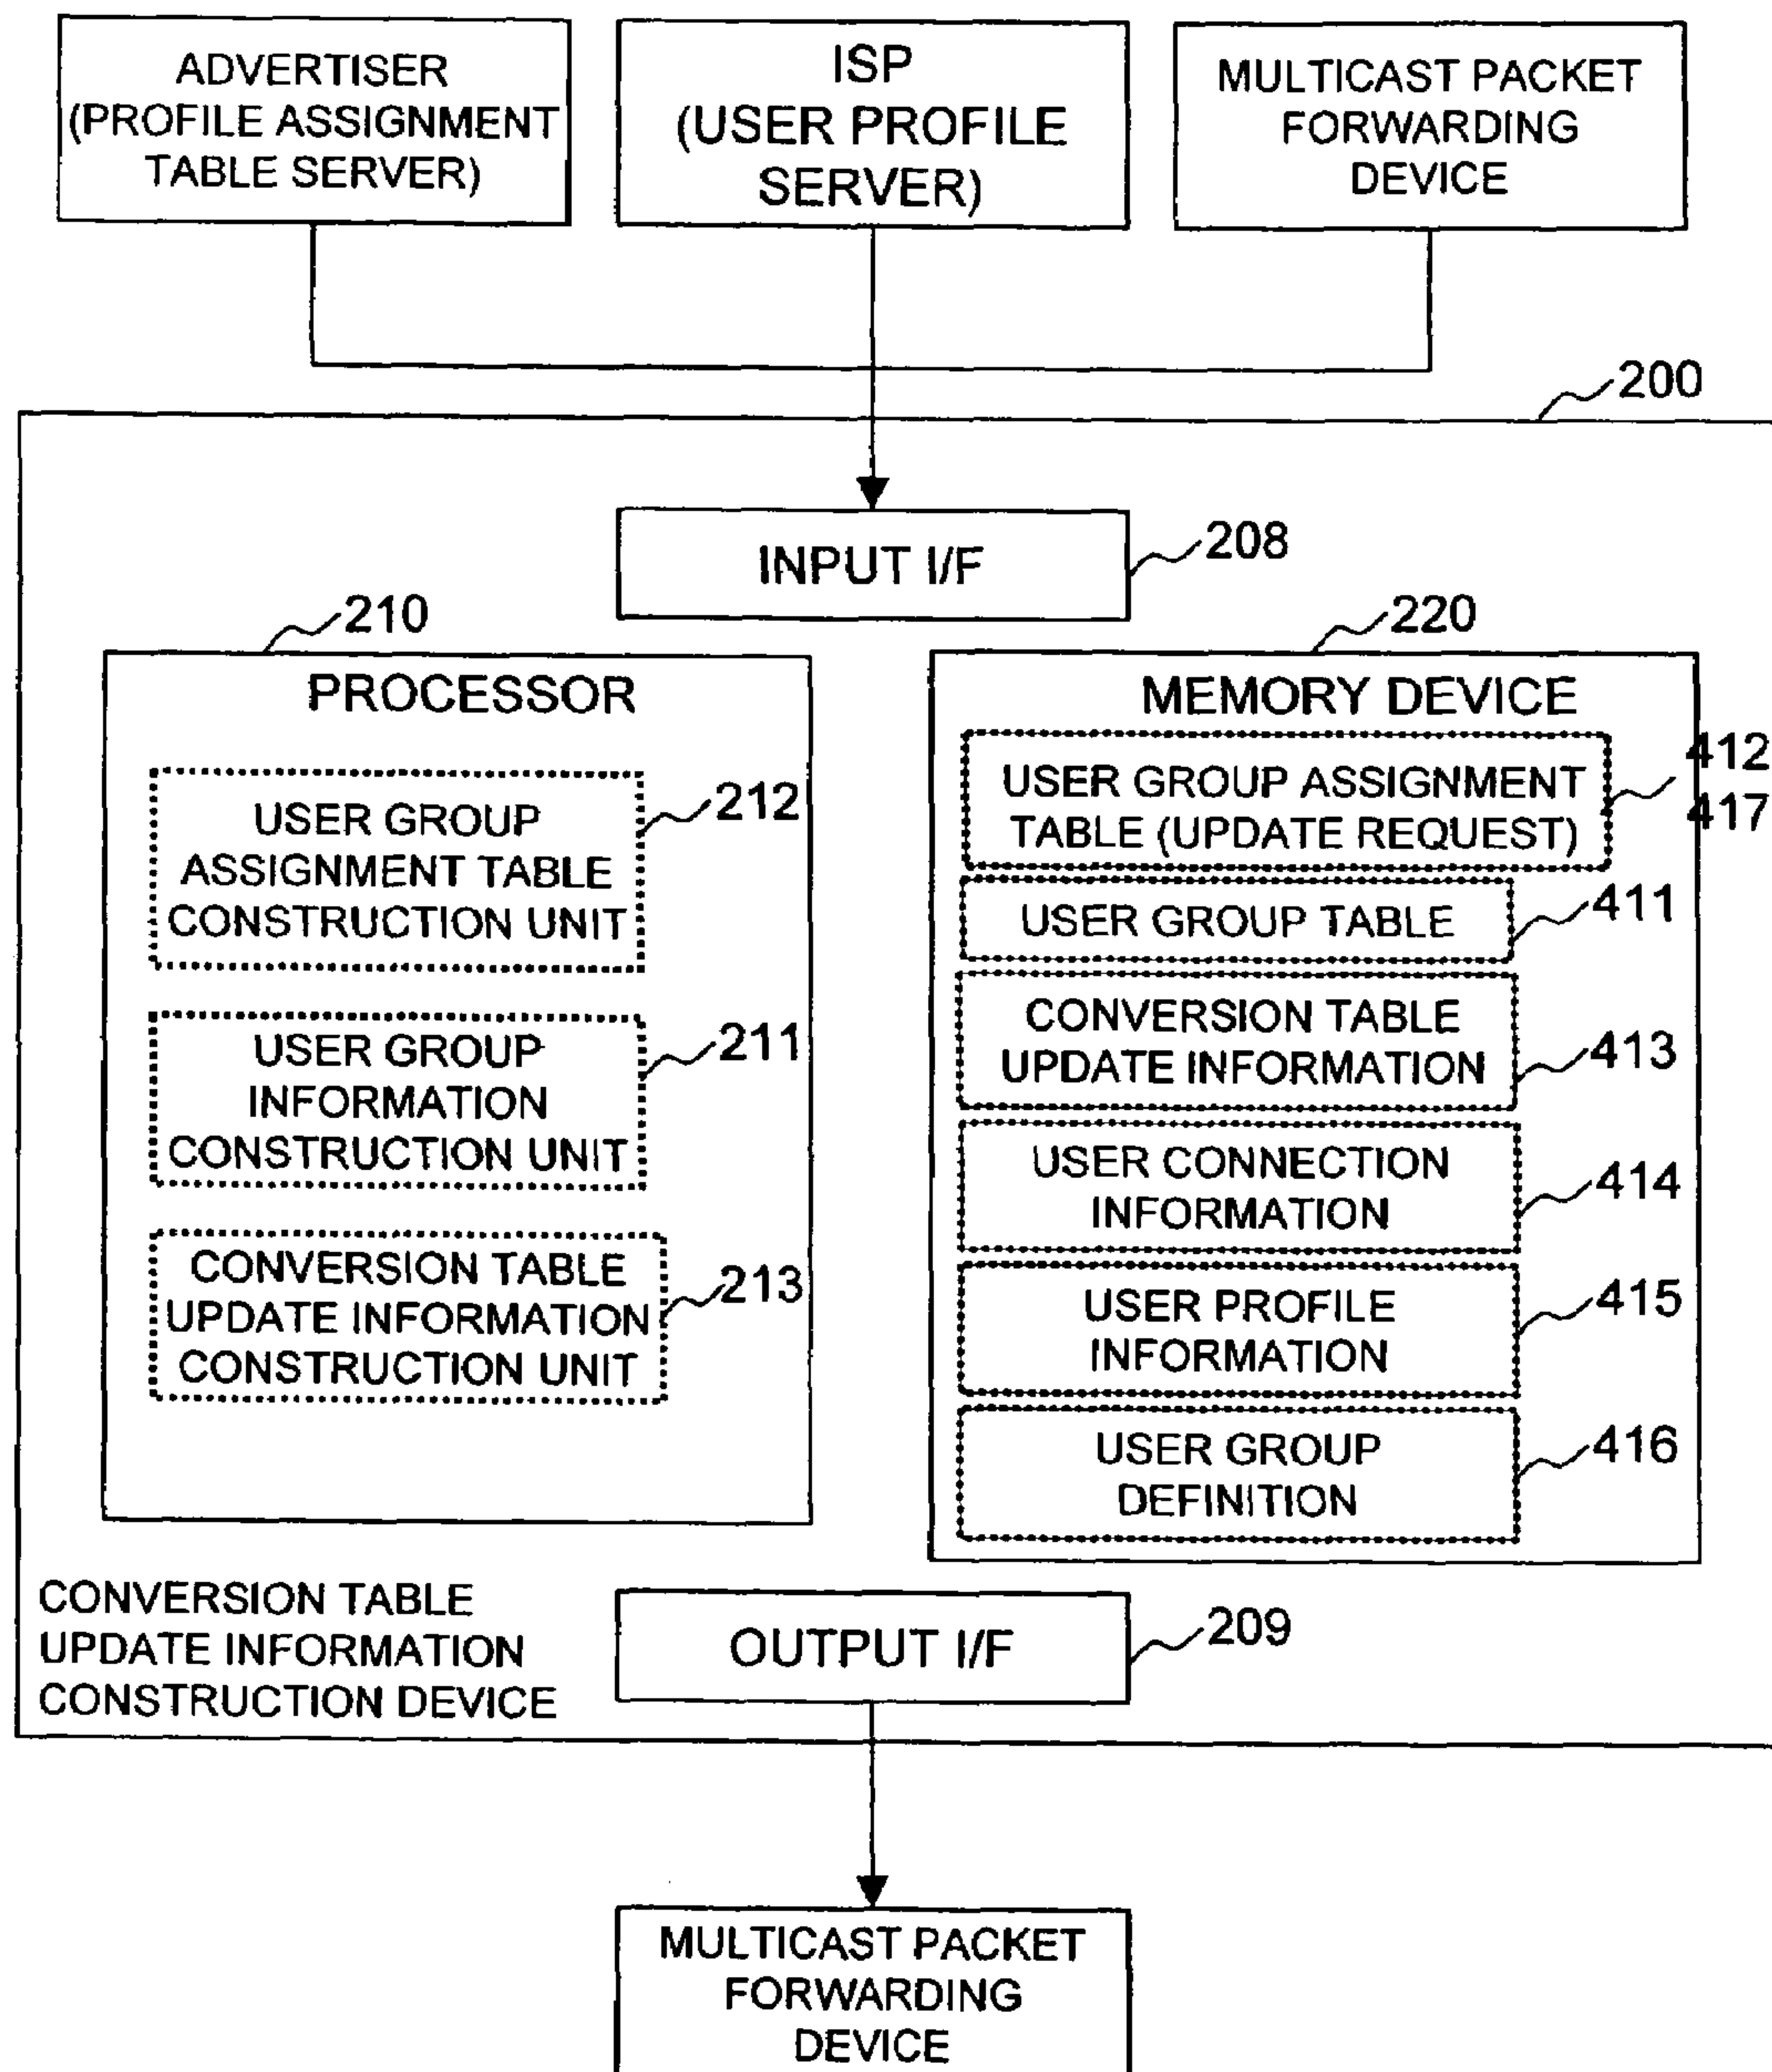 ADVERTISER
(PROFILE ASSIGNMENT
TABLE SERVER)
ISP
(USER PROFILE
SERVER)
MULTICAST PACKET
FORWARDING
DEVICE
200
INPUT I/F
208
210
PROCESSOR
USER GROUP
ASSIGNMENT TABLE
CONSTRUCTION UNIT
212
USER GROUP
INFORMATION
CONSTRUCTION UNIT
211
CONVERSION TABLE
UPDATE INFORMATION
CONSTRUCTION UNIT
213
220
MEMORY DEVICE
USER GROUP ASSIGNMENT
TABLE (UPDATE REQUEST)
412
417
USER GROUP TABLE
411
CONVERSION TABLE
UPDATE INFORMATION
413
USER CONNECTION
INFORMATION
414
USER PROFILE
INFORMATION
415
USER GROUP
DEFINITION
416
CONVERSION TABLE
UPDATE INFORMATION
CONSTRUCTION DEVICE
OUTPUT I/F
209
MULTICAST PACKET
FORWARDING
DEVICE